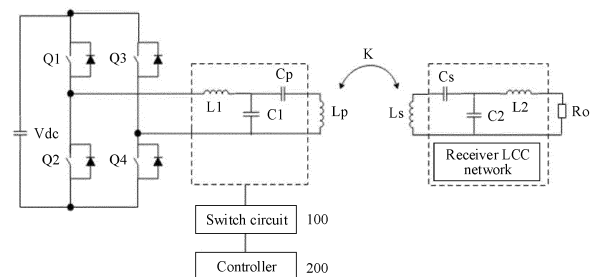 Q1
Q3
Vdc
Q2
Q4
L1
Cp
C1
Lp
K
Ls
Cs
C2
L2
Ro
Receiver LCC
network
Switch circuit
100
Controller
200